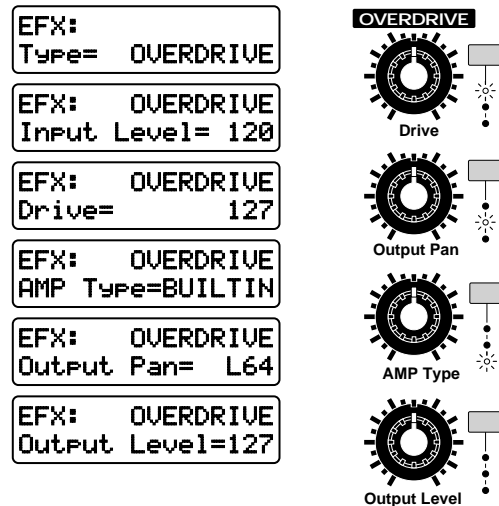 EFX:
Type= OVERDRIVE
EFX: OVERDRIVE
Input Level= 120
EFX: OVERDRIVE
Drive= 127
EFX: OVERDRIVE
AMP Type=BUILTIN
EFX: OVERDRIVE
Output Pan= L64
EFX: OVERDRIVE
Output Level=127
OVERDRIVE
Drive
Output Pan
AMP Type
Output Level